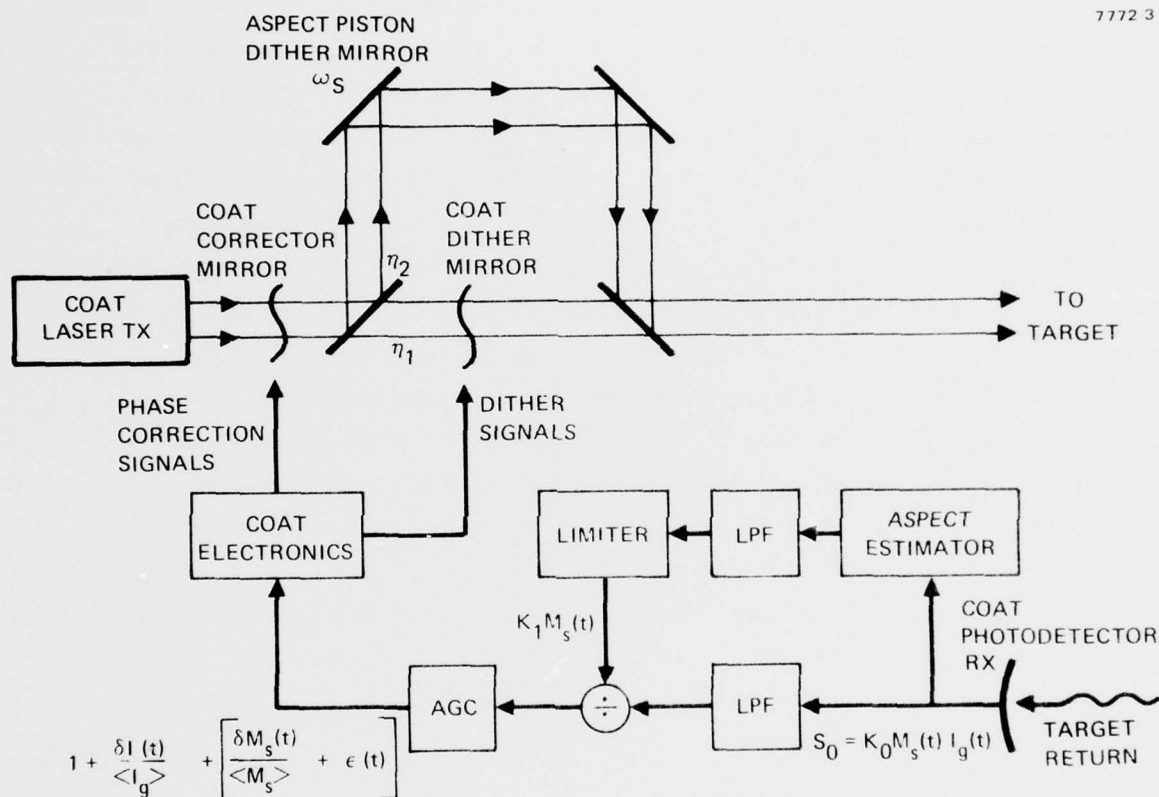 7772 3
ASPECT PISTON
DITHER MIRROR
ω_S
COAT
CORRECTOR
MIRROR
COAT
DITHER
MIRROR
η_2
COAT
LASER TX
η_1
TO
TARGET
PHASE
CORRECTION
SIGNALS
DITHER
SIGNALS
COAT
ELECTRONICS
LIMITER
LPF
ASPECT
ESTIMATOR
K_1M_s(t)
COAT
PHOTODETECTOR
RX
AGC
÷
LPF
S_0 = K_0M_s(t) I_g(t)
TARGET
RETURN
1 + δI(t)/<I_g> + [δM_s(t)/<M_s> + ϵ(t)]